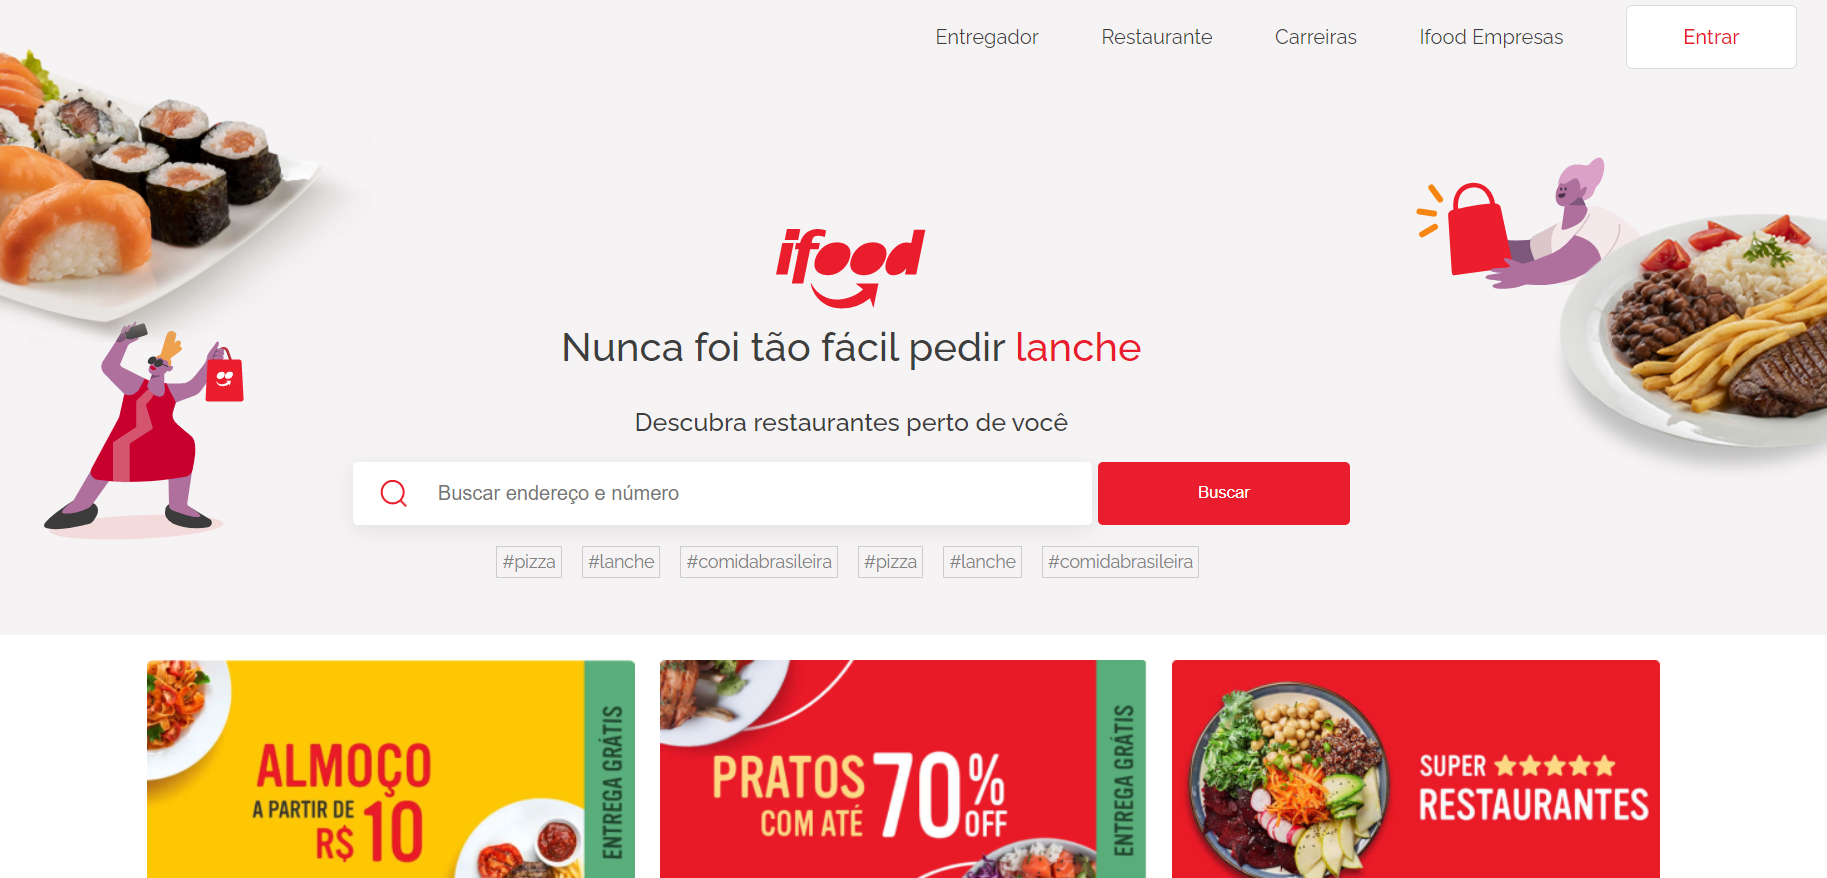 Entregador
Restaurante
Carreiras
Ifood Empresas
Entrar
ifood
Nunca foi tão fácil pedir lanche
Descubra restaurantes perto de você
Buscar endereço e número
Buscar
#pizza
#lanche
#comidabrasileira
#pizza
#lanche
#comidabrasileira
ALMOÇO
A PARTIR DE
R$ 10
ENTREGA GRÁTIS
PRATOS
COM ATÉ
70%
OFF
ENTREGA GRÁTIS
SUPER
RESTAURANTES